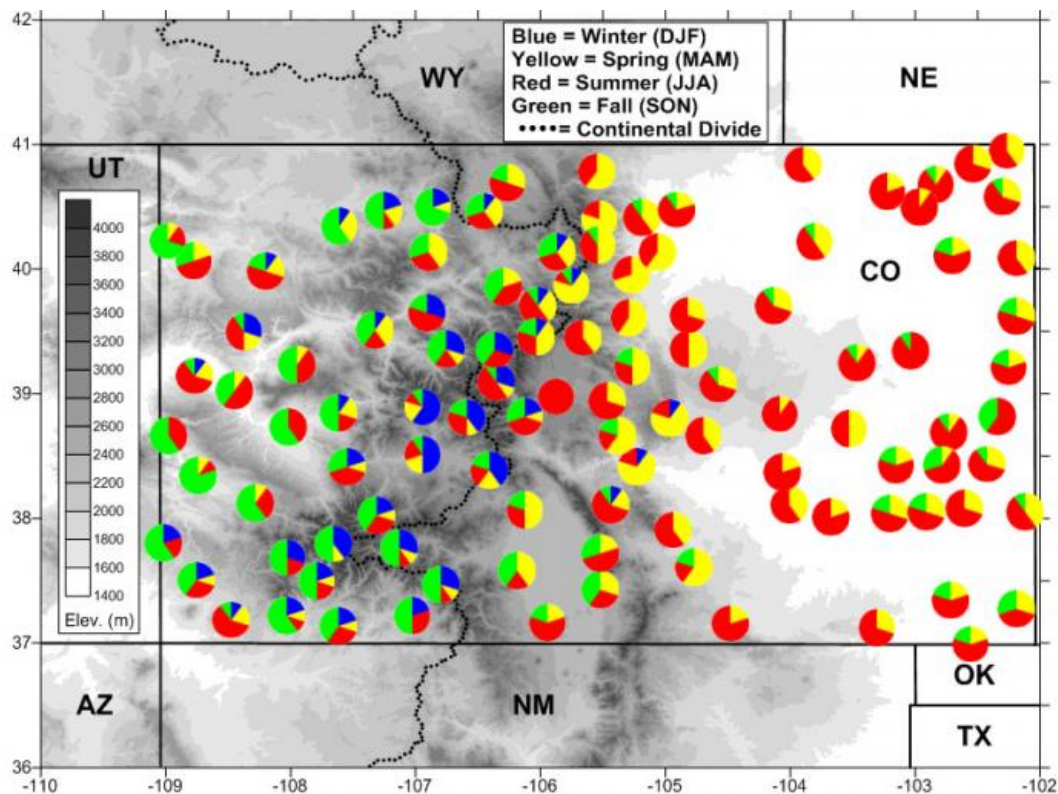 42
Blue = Winter (DJF)
Yellow = Spring (MAM)
Red = Summer (JJA)
Green = Fall (SON)
•••••• = Continental Divide
WY
NE
41
UT
4000
3800
3600
3400
3200
3000
2800
2600
2400
2200
2000
1800
1600
1400
Elev. (m)
CO
40
39
38
37
AZ
NM
OK
TX
36
-110 -109 -108 -107 -106 -105 -104 -103 -102